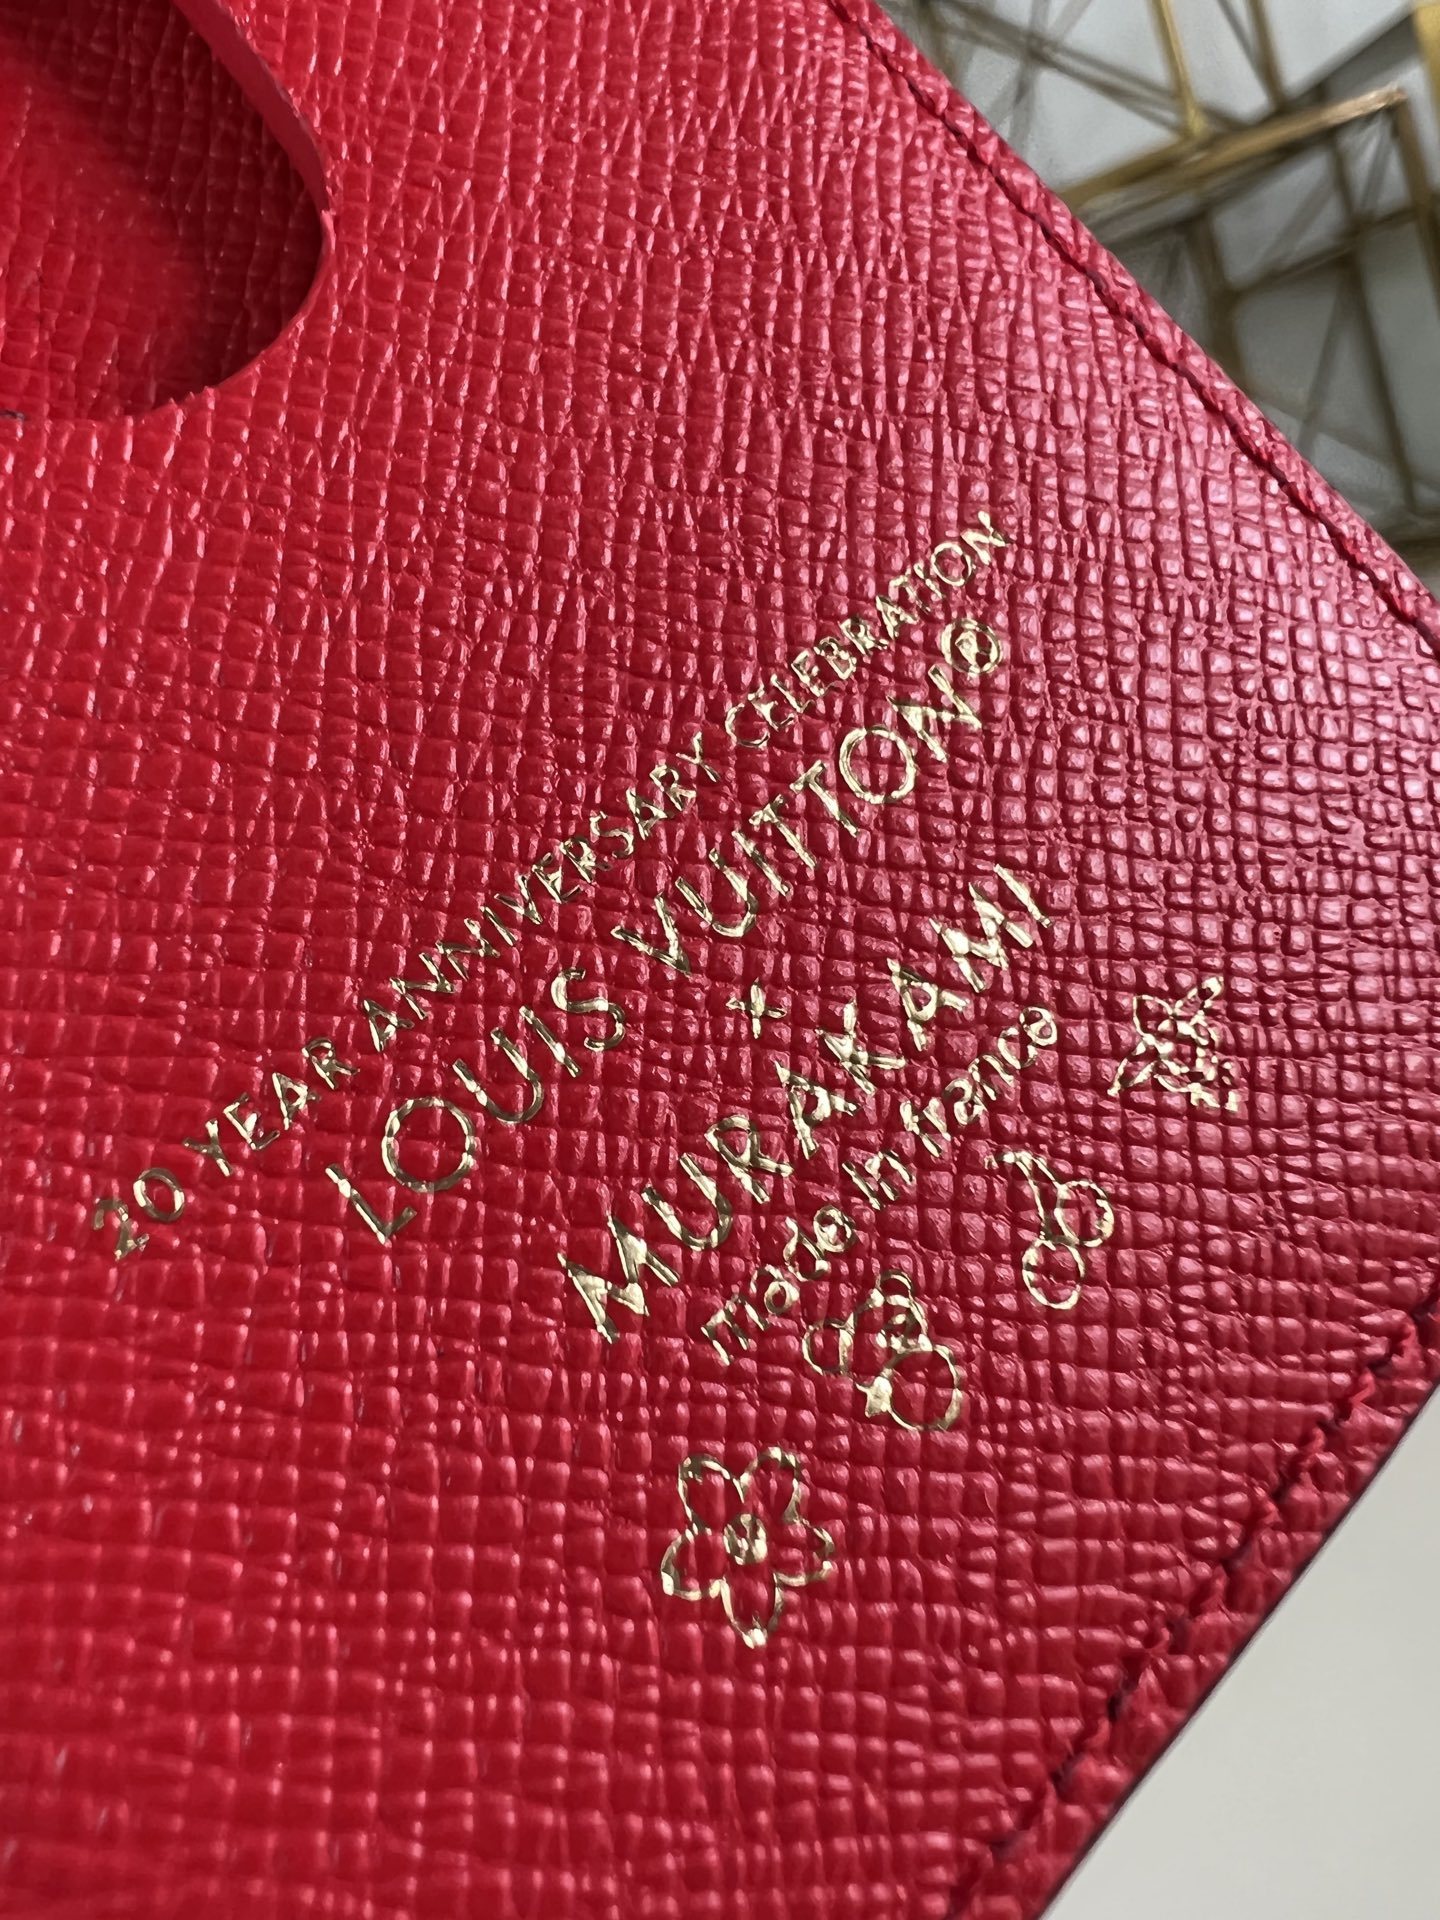 20 YEAR ANNIVERSARY CELEBRATION
LOUIS VUITTON®
×
MURAKAMI
made in france